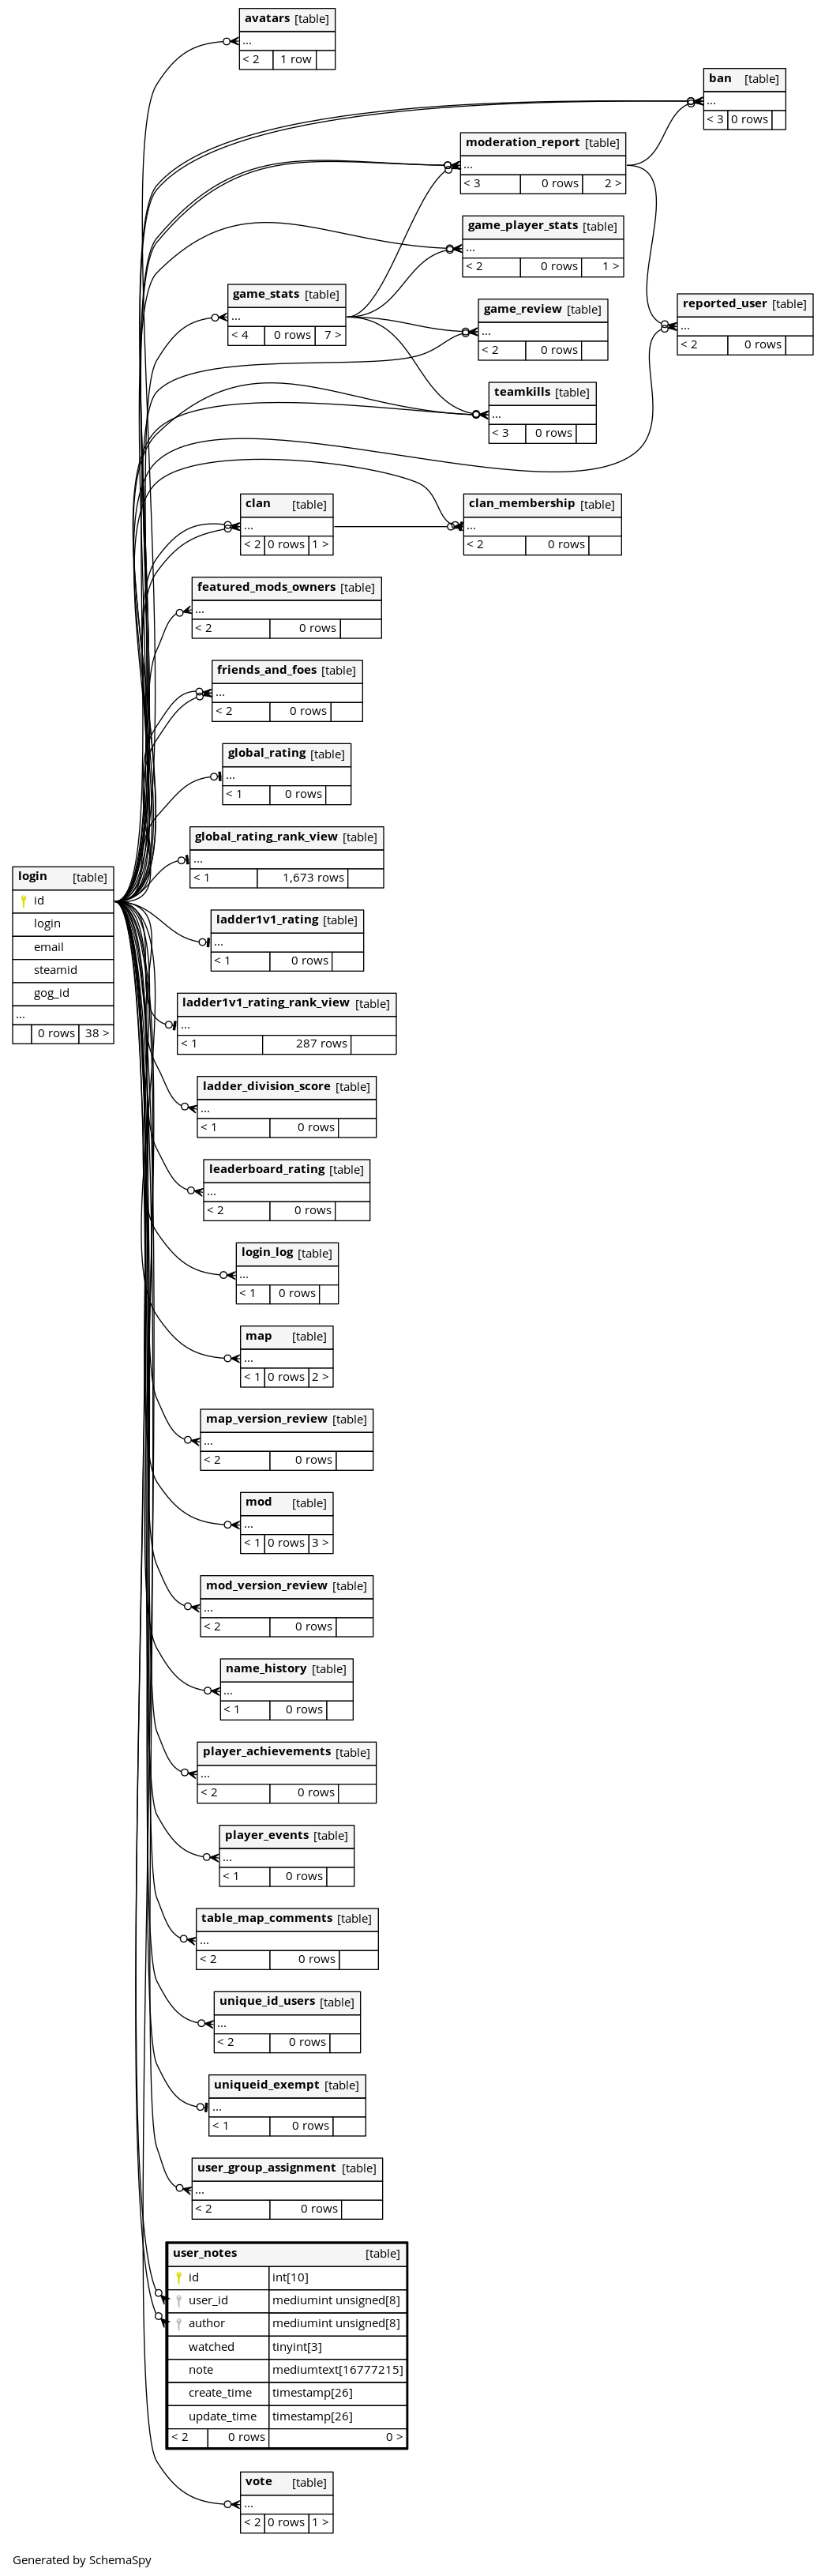 avatars [table]
...
< 2 1 row
ban [table]
...
< 3 0 rows
moderation_report [table]
...
< 3 0 rows 2 >
game_player_stats [table]
...
< 2 0 rows 1 >
game_stats [table]
...
< 4 0 rows 7 >
reported_user [table]
...
< 2 0 rows
game_review [table]
...
< 2 0 rows
teamkills [table]
...
< 3 0 rows
clan [table]
...
< 2 0 rows 1 >
clan_membership [table]
...
< 2 0 rows
featured_mods_owners [table]
...
< 2 0 rows
friends_and_foes [table]
...
< 2 0 rows
global_rating [table]
...
< 1 0 rows
global_rating_rank_view [table]
...
< 1 1,673 rows
login [table]
id
login
email
steamid
gog_id
...
0 rows 38 >
ladder1v1_rating [table]
...
< 1 0 rows
ladder1v1_rating_rank_view [table]
...
< 1 287 rows
ladder_division_score [table]
...
< 1 0 rows
leaderboard_rating [table]
...
< 2 0 rows
login_log [table]
...
< 1 0 rows
map [table]
...
< 1 0 rows 2 >
map_version_review [table]
...
< 2 0 rows
mod [table]
...
< 1 0 rows 3 >
mod_version_review [table]
...
< 2 0 rows
name_history [table]
...
< 1 0 rows
player_achievements [table]
...
< 2 0 rows
player_events [table]
...
< 1 0 rows
table_map_comments [table]
...
< 2 0 rows
unique_id_users [table]
...
< 2 0 rows
uniqueid_exempt [table]
...
< 1 0 rows
user_group_assignment [table]
...
< 2 0 rows
user_notes [table]
id int[10]
user_id mediumint unsigned[8]
author mediumint unsigned[8]
watched tinyint[3]
note mediumtext[16777215]
create_time timestamp[26]
update_time timestamp[26]
< 2 0 rows 0 >
vote [table]
...
< 2 0 rows 1 >
Generated by SchemaSpy